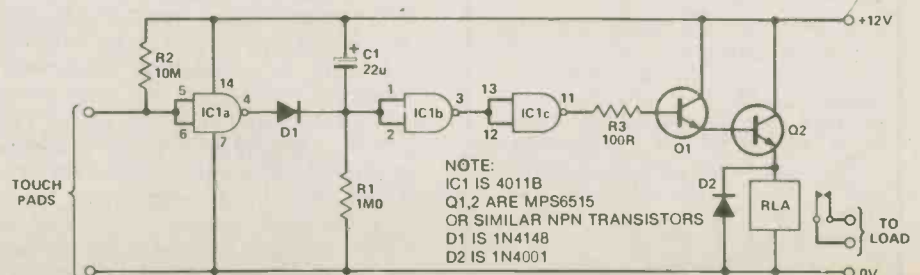 +12V
R2
10M
5
6
14
IC1a
4
7
D1
+
C1
22u
R1
1M0
1
2
IC1b
3
13
12
IC1c
11
R3
100R
Q1
Q2
TOUCH
PADS
NOTE:
IC1 IS 4011B
Q1,2 ARE MPS6515
OR SIMILAR NPN TRANSISTORS
D1 IS 1N4148
D2 IS 1N4001
D2
RLA
TO
LOAD
0V